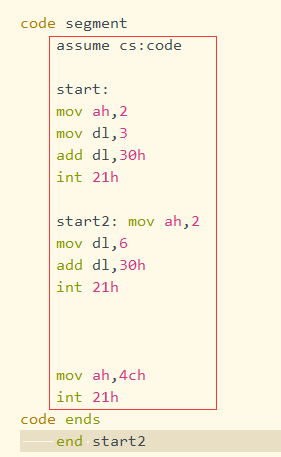 code segment
assume cs:code
start:
mov ah,2
mov dl,3
add dl,30h
int 21h
start2: mov ah,2
mov dl,6
add dl,30h
int 21h
mov ah,4ch
int 21h
code ends
end start2